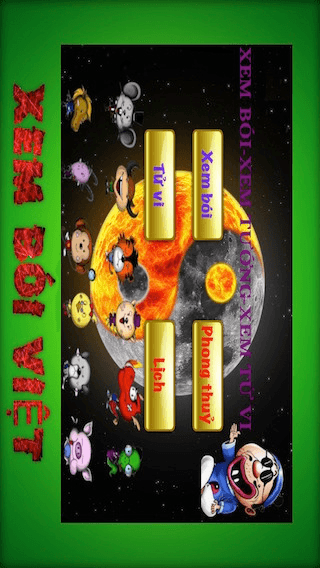 XEM BÓI XEM TƯỚNG XEM TỬ VI
Xem bói Phong thuỷ
Tử vi Lịch
XEM BÓI VIỆT